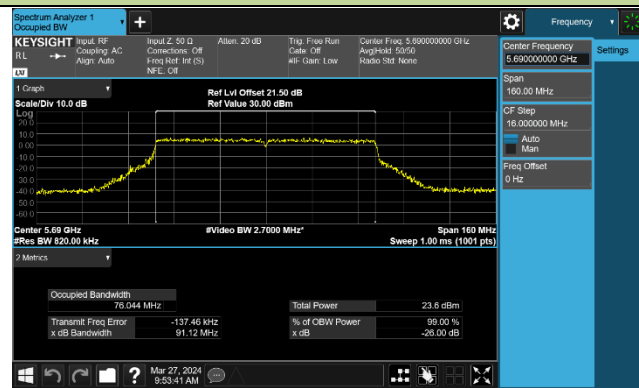 Spectrum Analyzer 1
Occupied BW
Frequency
KEYSIGHT
RL
LXI
Input: RF
Coupling: AC
Align: Auto
Input Z: 50 Ω
Corrections: Off
Freq Ref: Int (S)
NFE: Off
Atten: 20 dB
Trig: Free Run
Gate: Off
#IF Gain: Low
Center Freq: 5.690000000 GHz
Avg|Hold: 50/50
Radio Std: None
Center Frequency
5.690000000 GHz
Settings
Span
160.00 MHz
CF Step
16.000000 MHz
Auto
Man
Freq Offset
0 Hz
1 Graph
Scale/Div 10.0 dB
Ref Lvl Offset 21.50 dB
Ref Value 30.00 dBm
Log
20.0
10.0
0.00
-10.0
-20.0
-30.0
-40.0
-50.0
-60.0
Center 5.69 GHz
#Res BW 820.00 kHz
#Video BW 2.7000 MHz*
Span 160 MHz
Sweep 1.00 ms (1001 pts)
2 Metrics
Occupied Bandwidth
76.044 MHz
Total Power
23.6 dBm
Transmit Freq Error
-137.46 kHz
% of OBW Power
99.00 %
x dB Bandwidth
91.12 MHz
x dB
-26.00 dB
?
Mar 27, 2024
9:53:41 AM